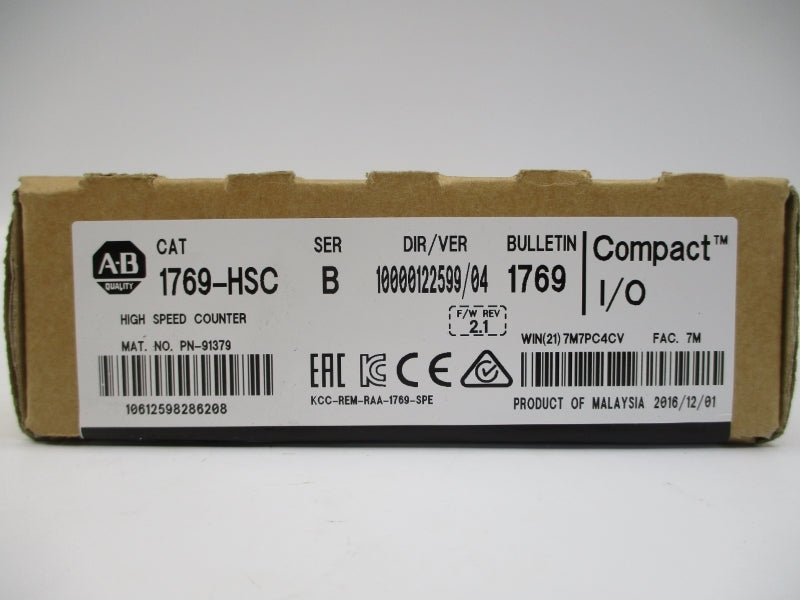 A-B
QUALITY
CAT
1769-HSC
SER
B
DIR/VER
10000122599/04
BULLETIN
1769
Compact™
I/O
HIGH SPEED COUNTER
F/W REV
2.1
MAT. NO. PN-91379
10612598286208
EAC
CE
KCC-REM-RAA-1769-SPE
WIN(21) 7M7PC4CV FAC. 7M
PRODUCT OF MALAYSIA 2016/12/01